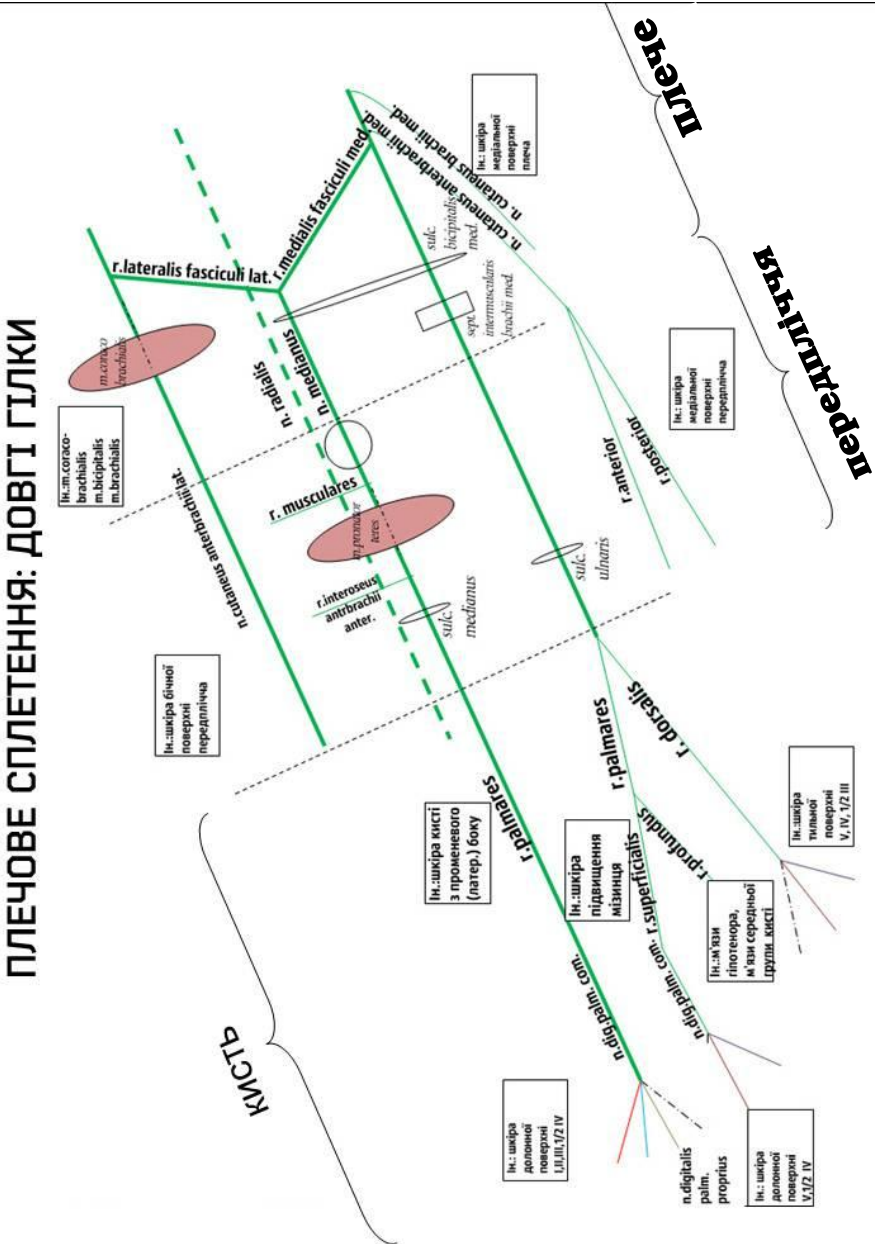 ПЛЕЧОВЕ СПЛЕТЕННЯ: ДОВГІ ГІЛКИ
плече
передпліччя
КИСТЬ
r.lateralis fasciculi lat.
r.medialis fasciculi med.
n. cutaneus brachii med.
n. cutaneus anterbrachii med.
Ін.: шкіра
медіальної
поверхні
плеча
m.coraco
brachialis
Ін.:m.coraco-
brachialis
m.bicipitalis
m.brachialis
n. radialis
n. medianus
sulc.
bicipitalis
med.
sept.
intermuscularis
brachii med.
n.cutaneus anterbrachii lat.
r. musculares
m.pronator
teres
r.interoseus
antrbrachii
anter.
sulc.
medianus
sulc.
ulnaris
r.anterior
r.posterior
Ін.: шкіра
медіальної
поверхні
передплічча
Ін.:шкіра бічної
поверхні
передплічча
r.palmares
Ін.:шкіра кисті
з променевого
(латер.) боку
r.palmares
r. dorsalis
Ін.:шкіра
підвищення
мізинця
r.superficialis
r.profundus
Ін.:м'язи
гіпотенора,
м'язи середньої
групи кисті
Ін.:шкіра
тильної
поверхні
V, IV, 1/2 III
n.dig.palm. com.
n.dig.palm. com.
Ін.: шкіра
долонної
поверхні
I,II,III,1/2 IV
n.digitalis
palm.
proprius
Ін.: шкіра
долонної
поверхні
V,1/2 IV